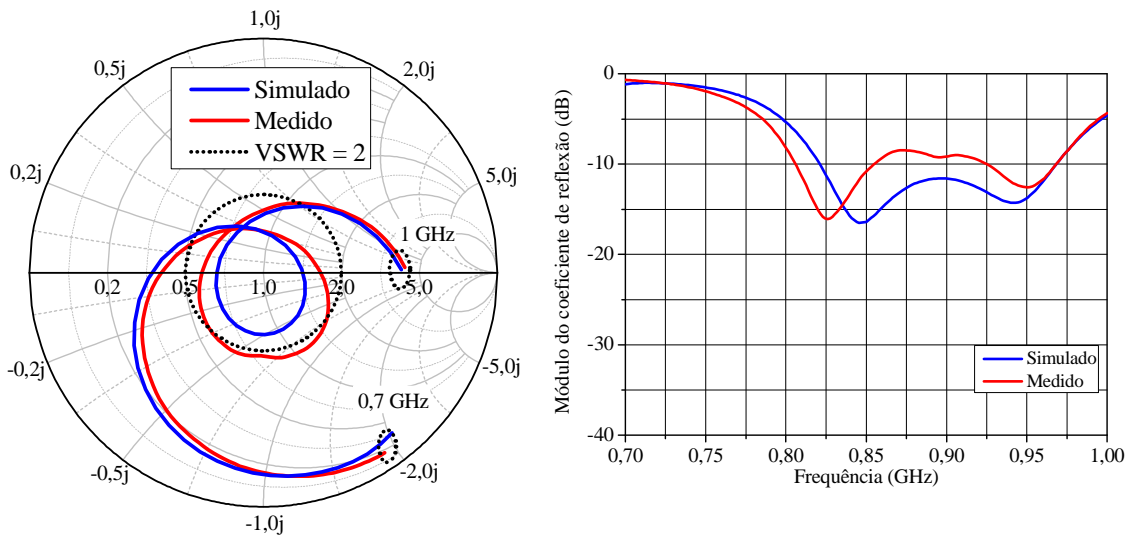 1,0j
0,5j
2,0j
Simulado
Medido
VSWR = 2
0,2j
5,0j
1 GHz
0,2
0,5
1,0
2,0
5,0
-0,2j
-5,0j
0,7 GHz
-0,5j
-2,0j
-1,0j
Módulo do coeficiente de reflexão (dB)
0
-10
-20
-30
-40
Simulado
Medido
0,70
0,75
0,80
0,85
0,90
0,95
1,00
Frequência (GHz)